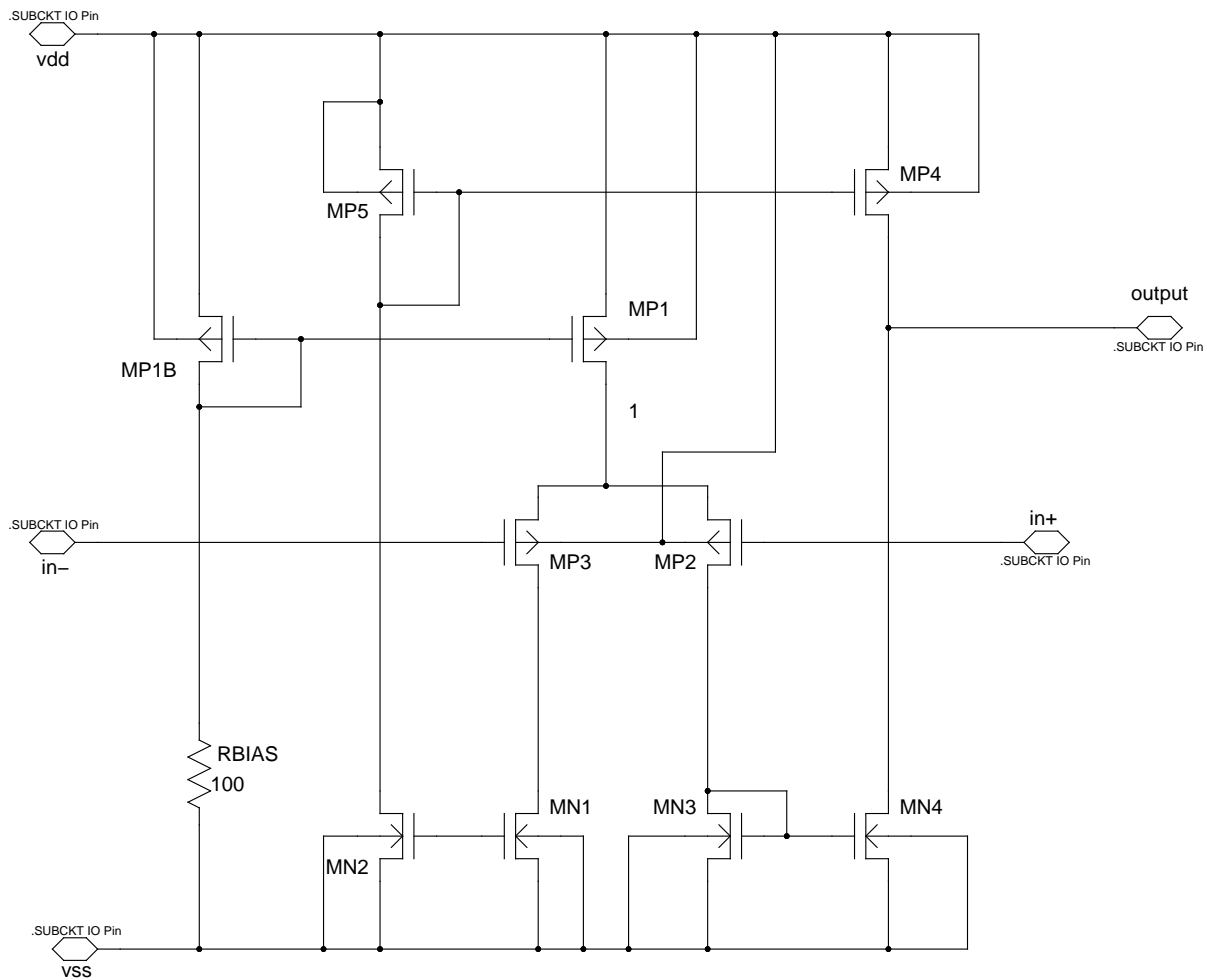 .SUBCKT IO Pin
vdd
MP5
MP4
MP1B
MP1
output
.SUBCKT IO Pin
1
.SUBCKT IO Pin
in−
MP3
MP2
in+
.SUBCKT IO Pin
RBIAS
100
MN2
MN1
MN3
MN4
.SUBCKT IO Pin
vss